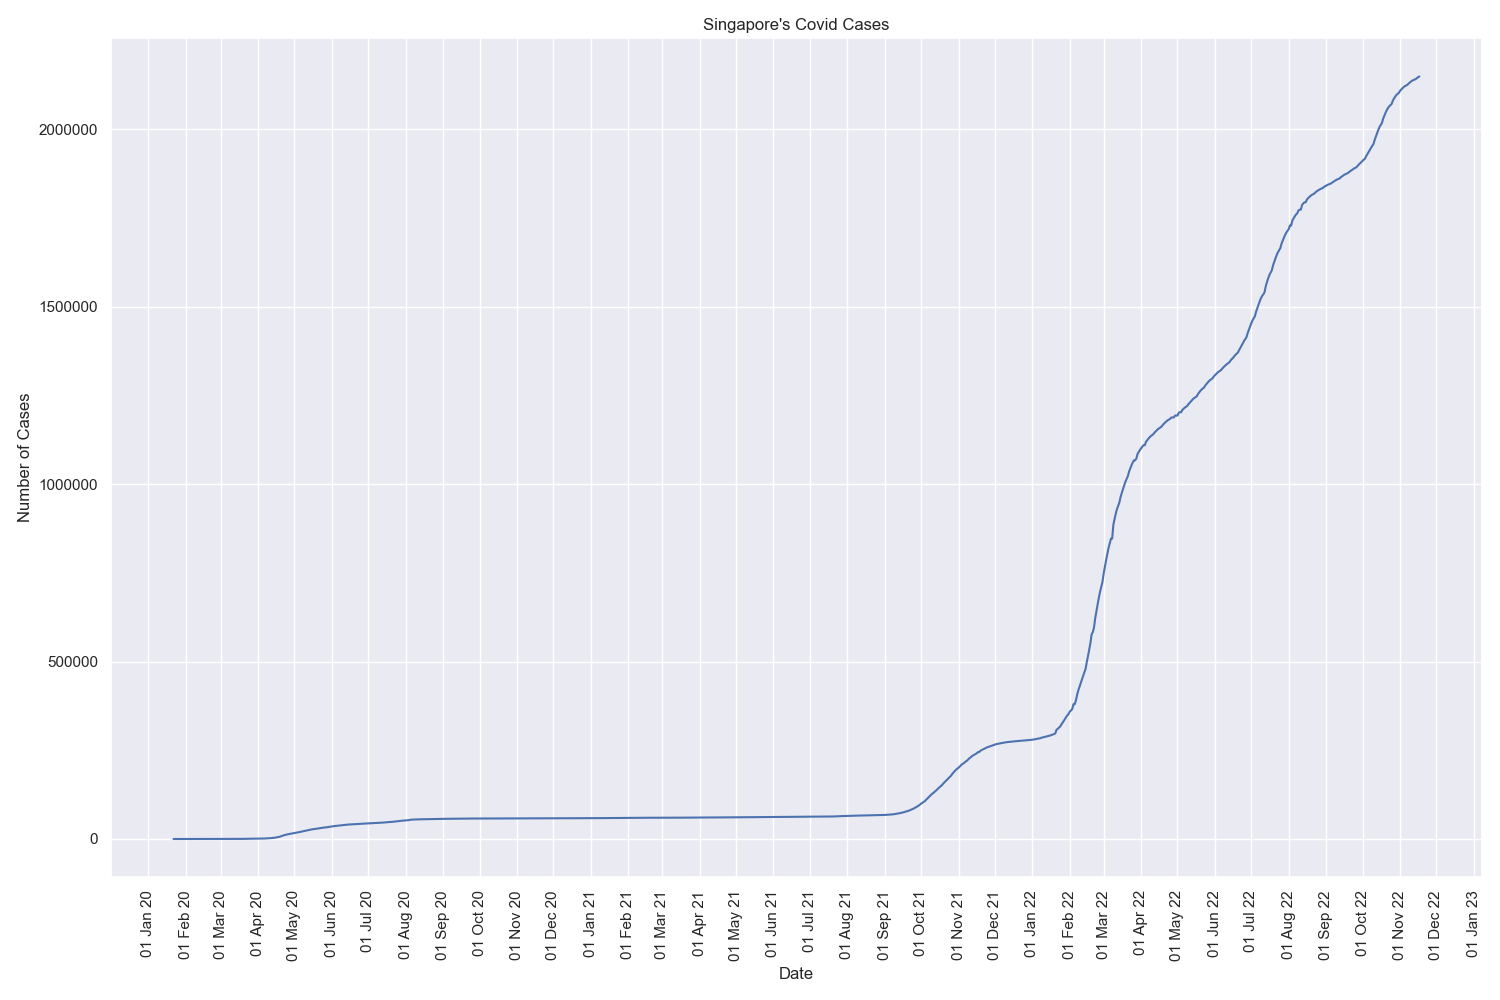 Singapore's Covid Cases
Number of Cases
2000000
1500000
1000000
500000
0
01 Jan 20
01 Feb 20
01 Mar 20
01 Apr 20
01 May 20
01 Jun 20
01 Jul 20
01 Aug 20
01 Sep 20
01 Oct 20
01 Nov 20
01 Dec 20
01 Jan 21
01 Feb 21
01 Mar 21
01 Apr 21
01 May 21
01 Jun 21
01 Jul 21
01 Aug 21
01 Sep 21
01 Oct 21
01 Nov 21
01 Dec 21
01 Jan 22
01 Feb 22
01 Mar 22
01 Apr 22
01 May 22
01 Jun 22
01 Jul 22
01 Aug 22
01 Sep 22
01 Oct 22
01 Nov 22
01 Dec 22
01 Jan 23
Date